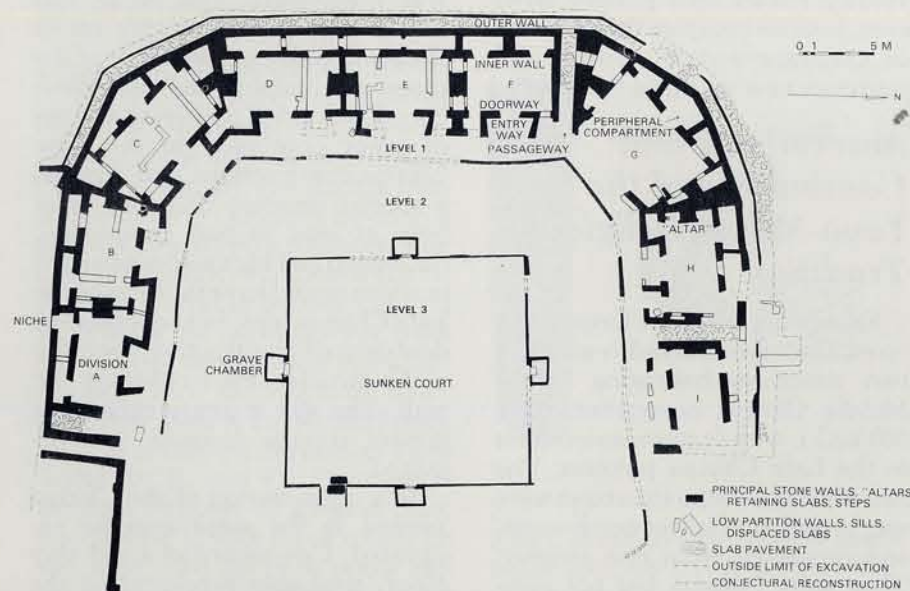 OUTER WALL
0 1 5 M
N
INNER WALL
D
E
F
DOORWAY
PERIPHERAL
COMPARTMENT
ENTRY
WAY
PASSAGEWAY
C
G
LEVEL 1
LEVEL 2
"ALTAR"
B
H
LEVEL 3
NICHE
GRAVE
CHAMBER
SUNKEN COURT
DIVISION
A
I
PRINCIPAL STONE WALLS, "ALTARS"
RETAINING SLABS, STEPS
LOW PARTITION WALLS, SILLS,
DISPLACED SLABS
SLAB PAVEMENT
OUTSIDE LIMIT OF EXCAVATION
CONJECTURAL RECONSTRUCTION